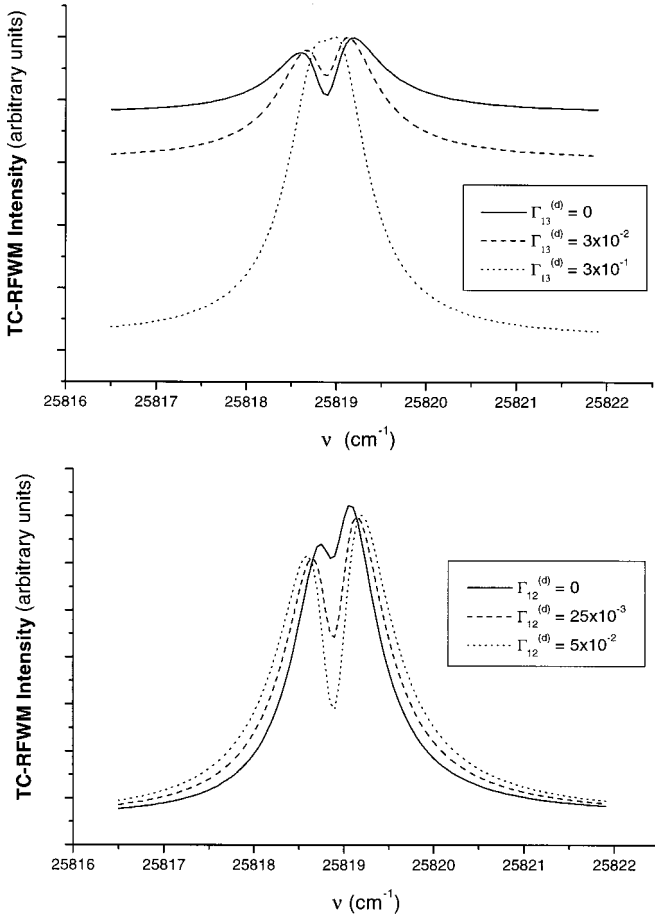 TC-RFWM Intensity (arbitrary units)
Γ₁₃⁽ᵈ⁾ = 0
Γ₁₃⁽ᵈ⁾ = 3x10⁻²
Γ₁₃⁽ᵈ⁾ = 3x10⁻¹
25816 25817 25818 25819 25820 25821 25822
ν (cm⁻¹)
TC-RFWM Intensity (arbitrary units)
Γ₁₂⁽ᵈ⁾ = 0
Γ₁₂⁽ᵈ⁾ = 25x10⁻³
Γ₁₂⁽ᵈ⁾ = 5x10⁻²
25816 25817 25818 25819 25820 25821 25822
ν (cm⁻¹)